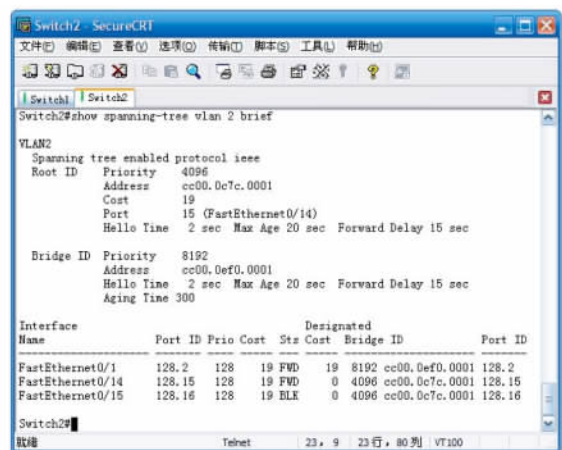 Switch2 - SecureCRT
文件(F) 编辑(E) 查看(V) 选项(O) 传输(T) 脚本(S) 工具(L) 帮助(H)
Switch1 Switch2
Switch2#show spanning-tree vlan 2 brief
VLAN2
Spanning tree enabled protocol ieee
Root ID Priority 4096
Address cc00.0c7c.0001
Cost 19
Port 15 (FastEthernet0/14)
Hello Time 2 sec Max Age 20 sec Forward Delay 15 sec
Bridge ID Priority 8192
Address cc00.0ef0.0001
Hello Time 2 sec Max Age 20 sec Forward Delay 15 sec
Aging Time 300
Interface Designated
Name Port ID Prio Cost Sts Cost Bridge ID Port ID
FastEthernet0/1 128.2 128 19 FWD 19 8192 cc00.0ef0.0001 128.2
FastEthernet0/14 128.15 128 19 FWD 0 4096 cc00.0c7c.0001 128.15
FastEthernet0/15 128.16 128 19 BLK 0 4096 cc00.0c7c.0001 128.16
Switch2#
就绪 Telnet 23, 9 23行, 80列 VT100